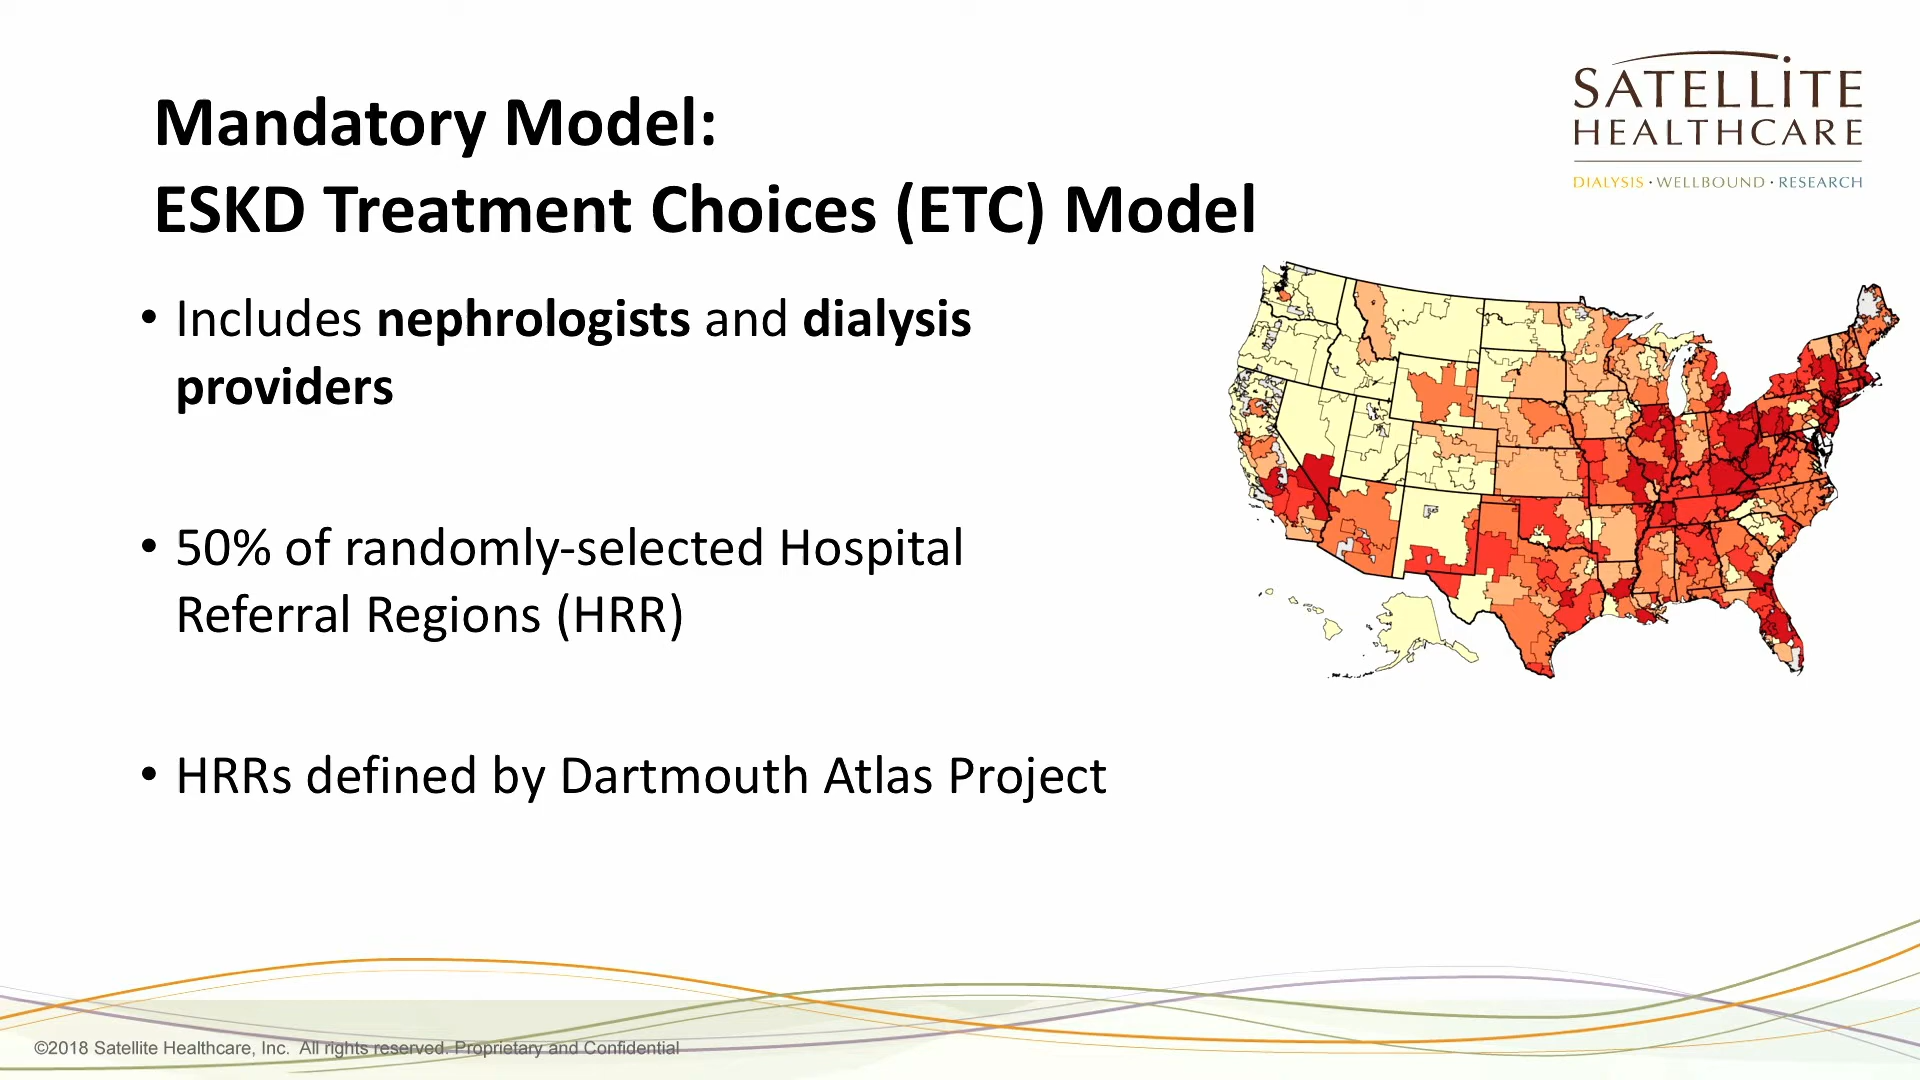 SATELLiTE
HEALTHCARE
DIALYSIS · WELLBOUND · RESEARCH
Mandatory Model:
ESKD Treatment Choices (ETC) Model
• Includes nephrologists and dialysis
providers
• 50% of randomly-selected Hospital
Referral Regions (HRR)
• HRRs defined by Dartmouth Atlas Project
©2018 Satellite Healthcare, Inc. All rights reserved. Proprietary and Confidential